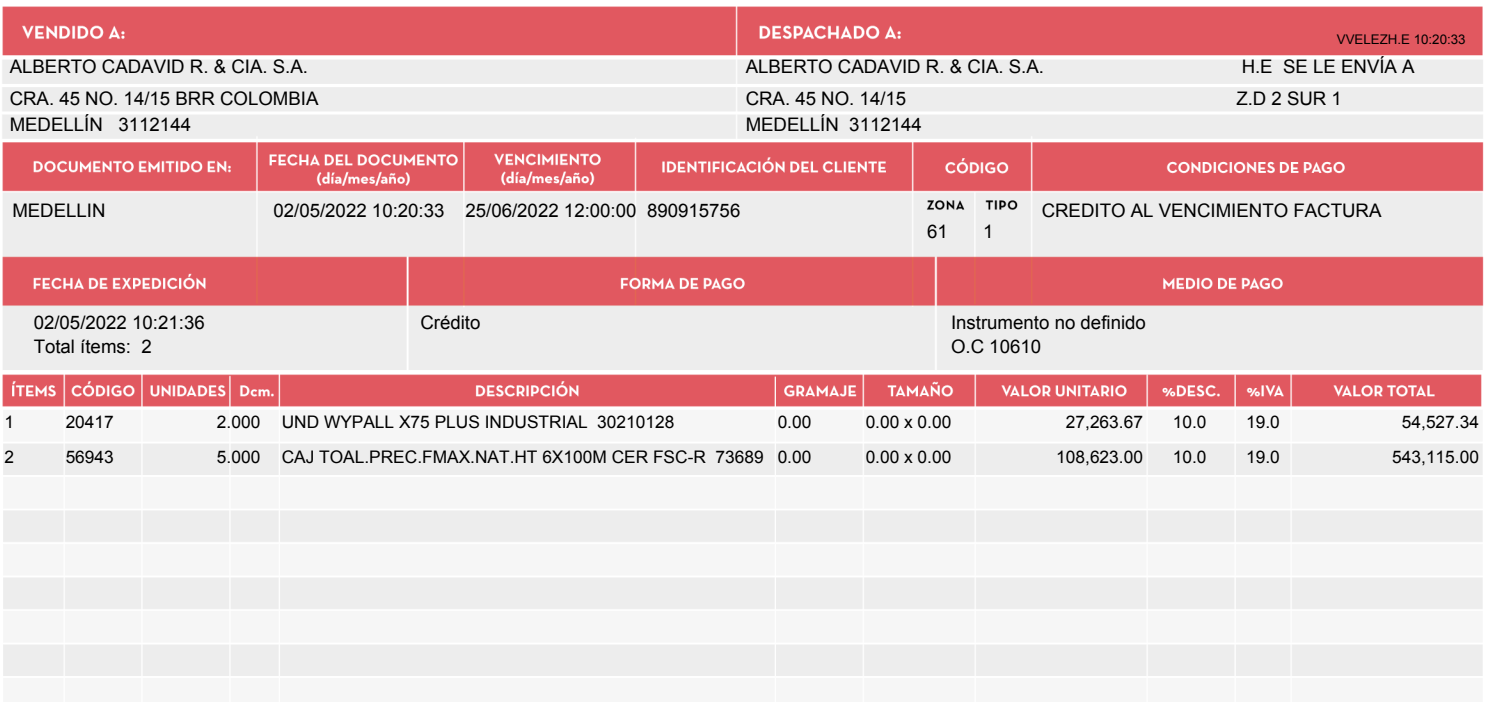 VENDIDO A: DESPACHADO A: VVELEZH.E 10:20:33
ALBERTO CADAVID R. & CIA. S.A. ALBERTO CADAVID R. & CIA. S.A. H.E SE LE ENVÍA A
CRA. 45 NO. 14/15 BRR COLOMBIA CRA. 45 NO. 14/15 Z.D 2 SUR 1
MEDELLÍN 3112144 MEDELLÍN 3112144
DOCUMENTO EMITIDO EN: FECHA DEL DOCUMENTO (día/mes/año) VENCIMIENTO (día/mes/año) IDENTIFICACIÓN DEL CLIENTE CÓDIGO CONDICIONES DE PAGO
MEDELLIN 02/05/2022 10:20:33 25/06/2022 12:00:00 890915756 ZONA TIPO CREDITO AL VENCIMIENTO FACTURA
61 1
FECHA DE EXPEDICIÓN FORMA DE PAGO MEDIO DE PAGO
02/05/2022 10:21:36 Crédito Instrumento no definido
Total ítems: 2 O.C 10610
ÍTEMS CÓDIGO UNIDADES Dcm. DESCRIPCIÓN GRAMAJE TAMAÑO VALOR UNITARIO %DESC. %IVA VALOR TOTAL
1 20417 2.000 UND WYPALL X75 PLUS INDUSTRIAL 30210128 0.00 0.00 x 0.00 27,263.67 10.0 19.0 54,527.34
2 56943 5.000 CAJ TOAL.PREC.FMAX.NAT.HT 6X100M CER FSC-R 73689 0.00 0.00 x 0.00 108,623.00 10.0 19.0 543,115.00